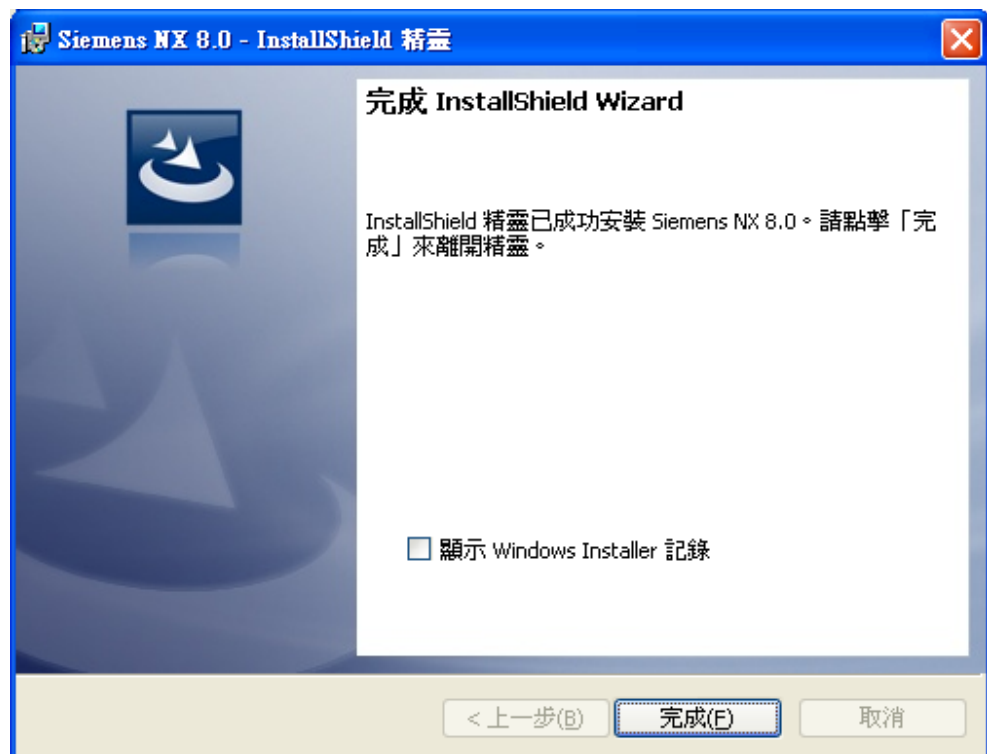 Siemens NX 8.0 - InstallShield 精靈
完成 InstallShield Wizard
InstallShield 精靈已成功安裝 Siemens NX 8.0。請點擊「完
成」來離開精靈。
顯示 Windows Installer 記錄
< 上一步(B)
完成(F)
取消